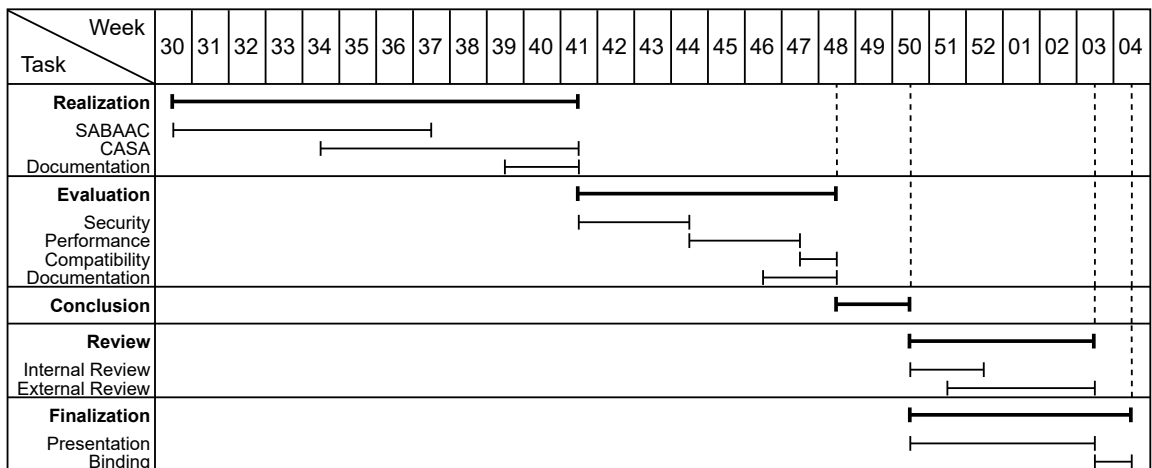 Week
Task
30 31 32 33 34 35 36 37 38 39 40 41 42 43 44 45 46 47 48 49 50 51 52 01 02 03 04
Realization
SABAAC
CASA
Documentation
Evaluation
Security
Performance
Compatibility
Documentation
Conclusion
Review
Internal Review
External Review
Finalization
Presentation
Binding